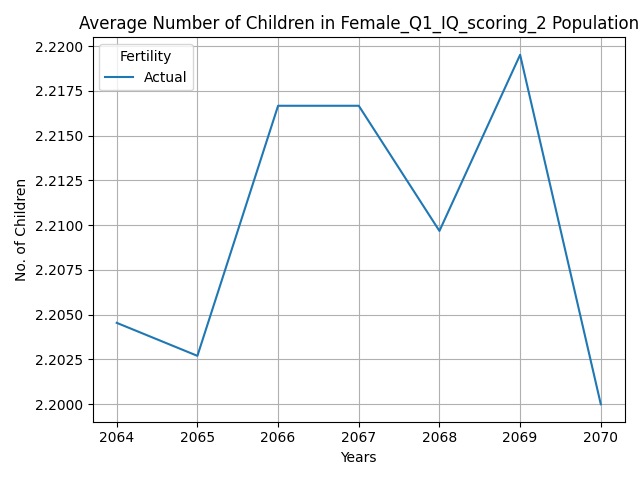 Average Number of Children in Female_Q1_IQ_scoring_2 Population
Fertility
Actual
2.2200
2.2175
2.2150
2.2125
2.2100
2.2075
2.2050
2.2025
2.2000
No. of Children
2064 2065 2066 2067 2068 2069 2070
Years